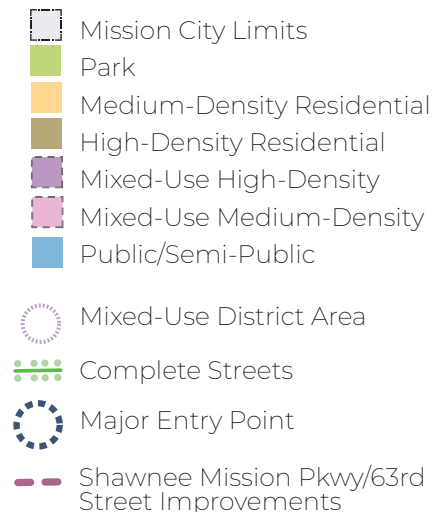 Mission City Limits
Park
Medium-Density Residential
High-Density Residential
Mixed-Use High-Density
Mixed-Use Medium-Density
Public/Semi-Public
Mixed-Use District Area
Complete Streets
Major Entry Point
Shawnee Mission Pkwy/63rd
Street Improvements